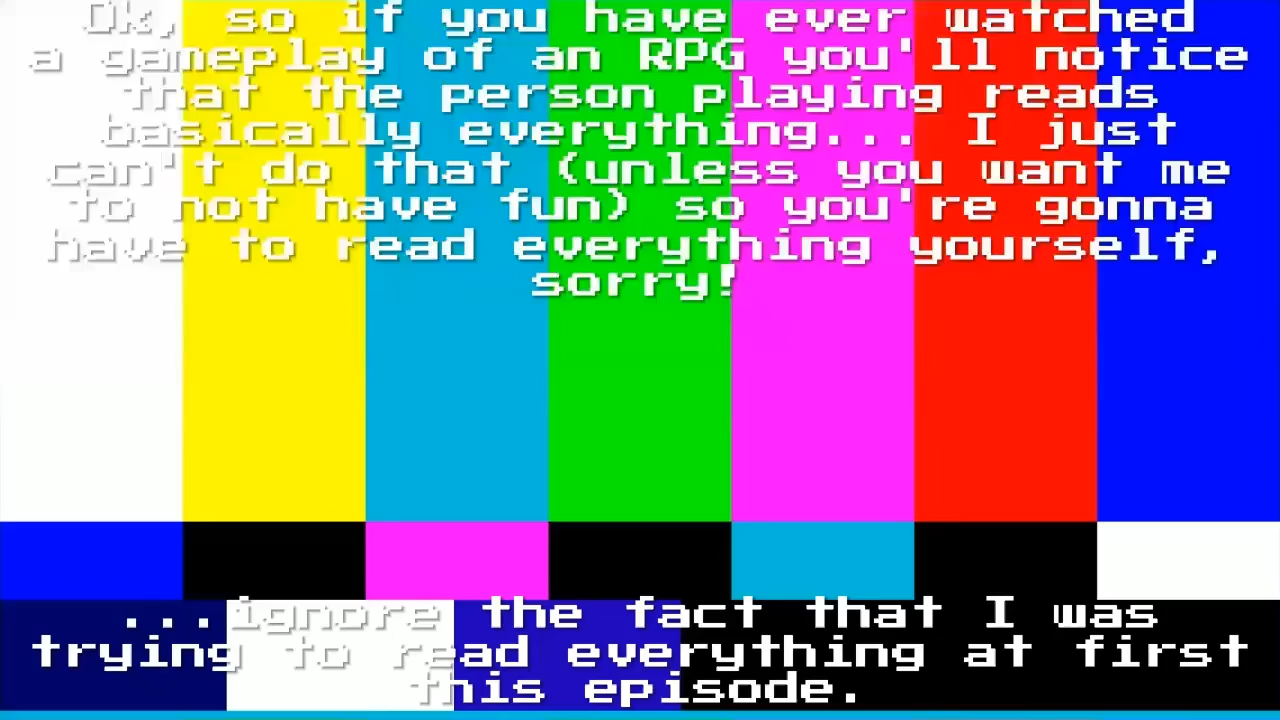 Ok, so if you have ever watched
a gameplay of an RPG you'll notice
that the person playing reads
basically everything... I just
can't do that (unless you want me
to not have fun) so you're gonna
have to read everything yourself,
sorry!
...ignore the fact that I was
trying to read everything at first
this episode.